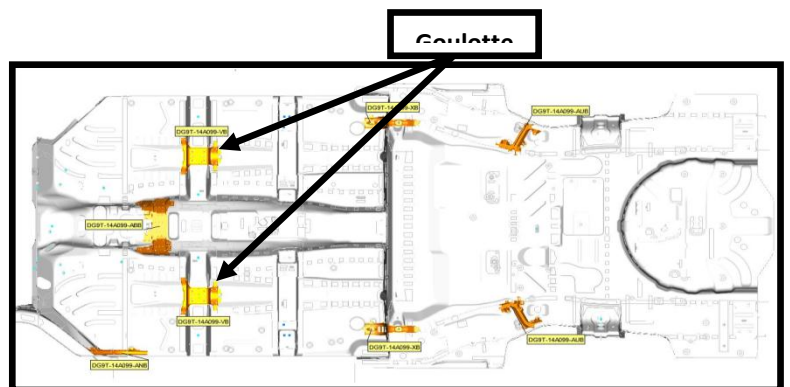 Goulotte
DG9T-14A099-XB
DG9T-14A099-AUB
DG9T-14A099-VB
DG9T-14A099-ABB
DG9T-14A099-VB
DG9T-14A099-AUB
DG9T-14A099-XB
DG9T-14A099-ANB